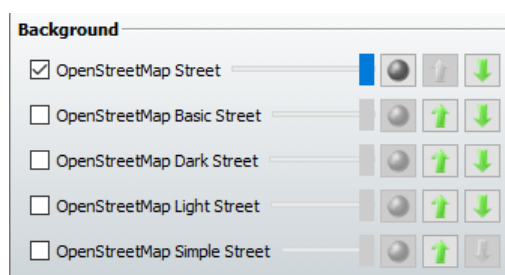 Background
OpenStreetMap Street
OpenStreetMap Basic Street
OpenStreetMap Dark Street
OpenStreetMap Light Street
OpenStreetMap Simple Street